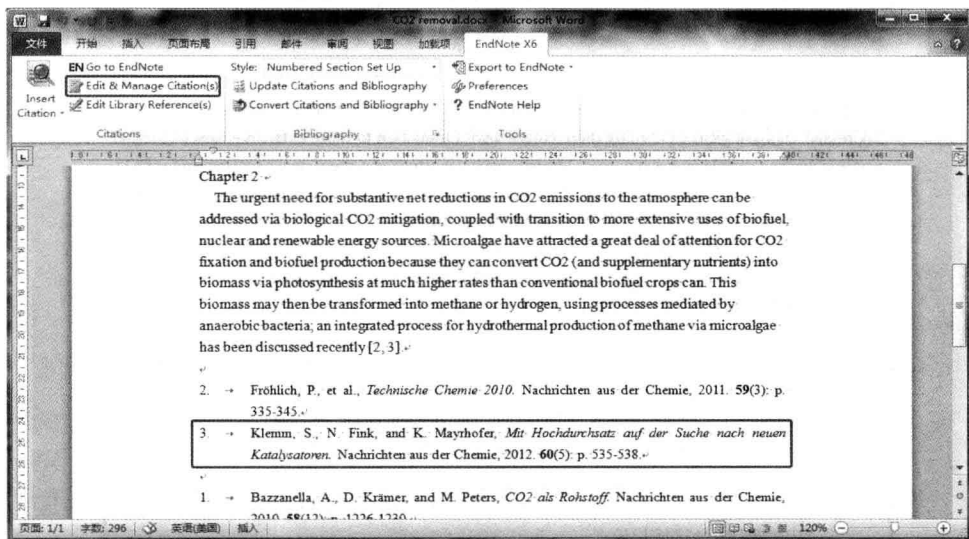 CO2 removal.docx - Microsoft Word
文件 开始 插入 页面布局 引用 邮件 审阅 视图 加载项 EndNote X6
EN Go to EndNote Style: Numbered Section Set Up Export to EndNote
Insert Citation Edit & Manage Citation(s) Update Citations and Bibliography Preferences
Edit Library Reference(s) Convert Citations and Bibliography EndNote Help
Citations Bibliography Tools
Chapter 2
The urgent need for substantive net reductions in CO2 emissions to the atmosphere can be
addressed via biological CO2 mitigation, coupled with transition to more extensive uses of biofuel,
nuclear and renewable energy sources. Microalgae have attracted a great deal of attention for CO2
fixation and biofuel production because they can convert CO2 (and supplementary nutrients) into
biomass via photosynthesis at much higher rates than conventional biofuel crops can. This
biomass may then be transformed into methane or hydrogen, using processes mediated by
anaerobic bacteria; an integrated process for hydrothermal production of methane via microalgae
has been discussed recently [2, 3].
2. → Fröhlich, P., et al., Technische Chemie 2010. Nachrichten aus der Chemie, 2011. 59(3): p.
335-345.
3. → Klemm, S., N. Fink, and K. Mayrhofer, Mit Hochdurchsatz auf der Suche nach neuen
Katalysatoren. Nachrichten aus der Chemie, 2012. 60(5): p. 535-538.
1. → Bazzanella, A., D. Krämer, and M. Peters, CO2 als Rohstoff. Nachrichten aus der Chemie,
2010. 58(12): p. 1226-1230.
页面: 1/1 字数: 296 英语(美国) 插入 120%